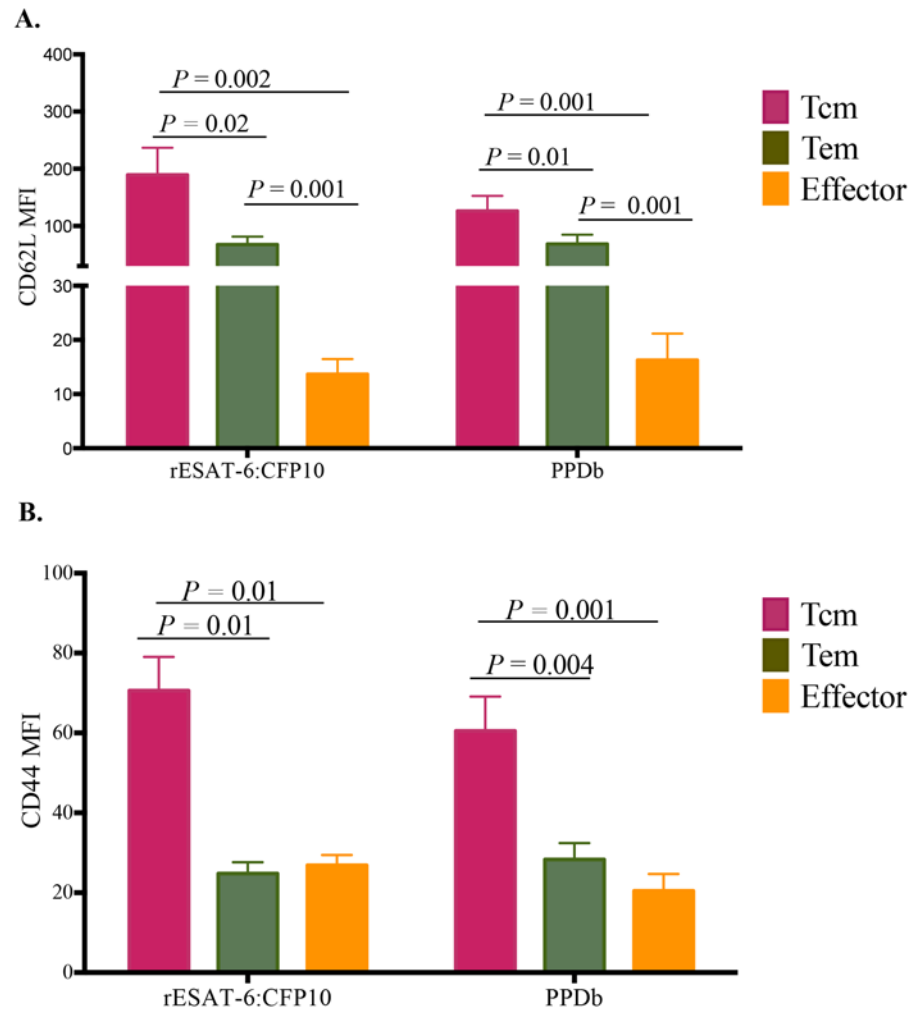 A.
CD62L MFI
400
300
200
100
30
20
10
0
P = 0.002
P = 0.02
P = 0.001
P = 0.001
P = 0.01
P = 0.001
rESAT-6:CFP10
PPDb
Tcm
Tem
Effector
B.
CD44 MFI
100
80
60
40
20
0
P = 0.01
P = 0.01
P = 0.001
P = 0.004
rESAT-6:CFP10
PPDb
Tcm
Tem
Effector